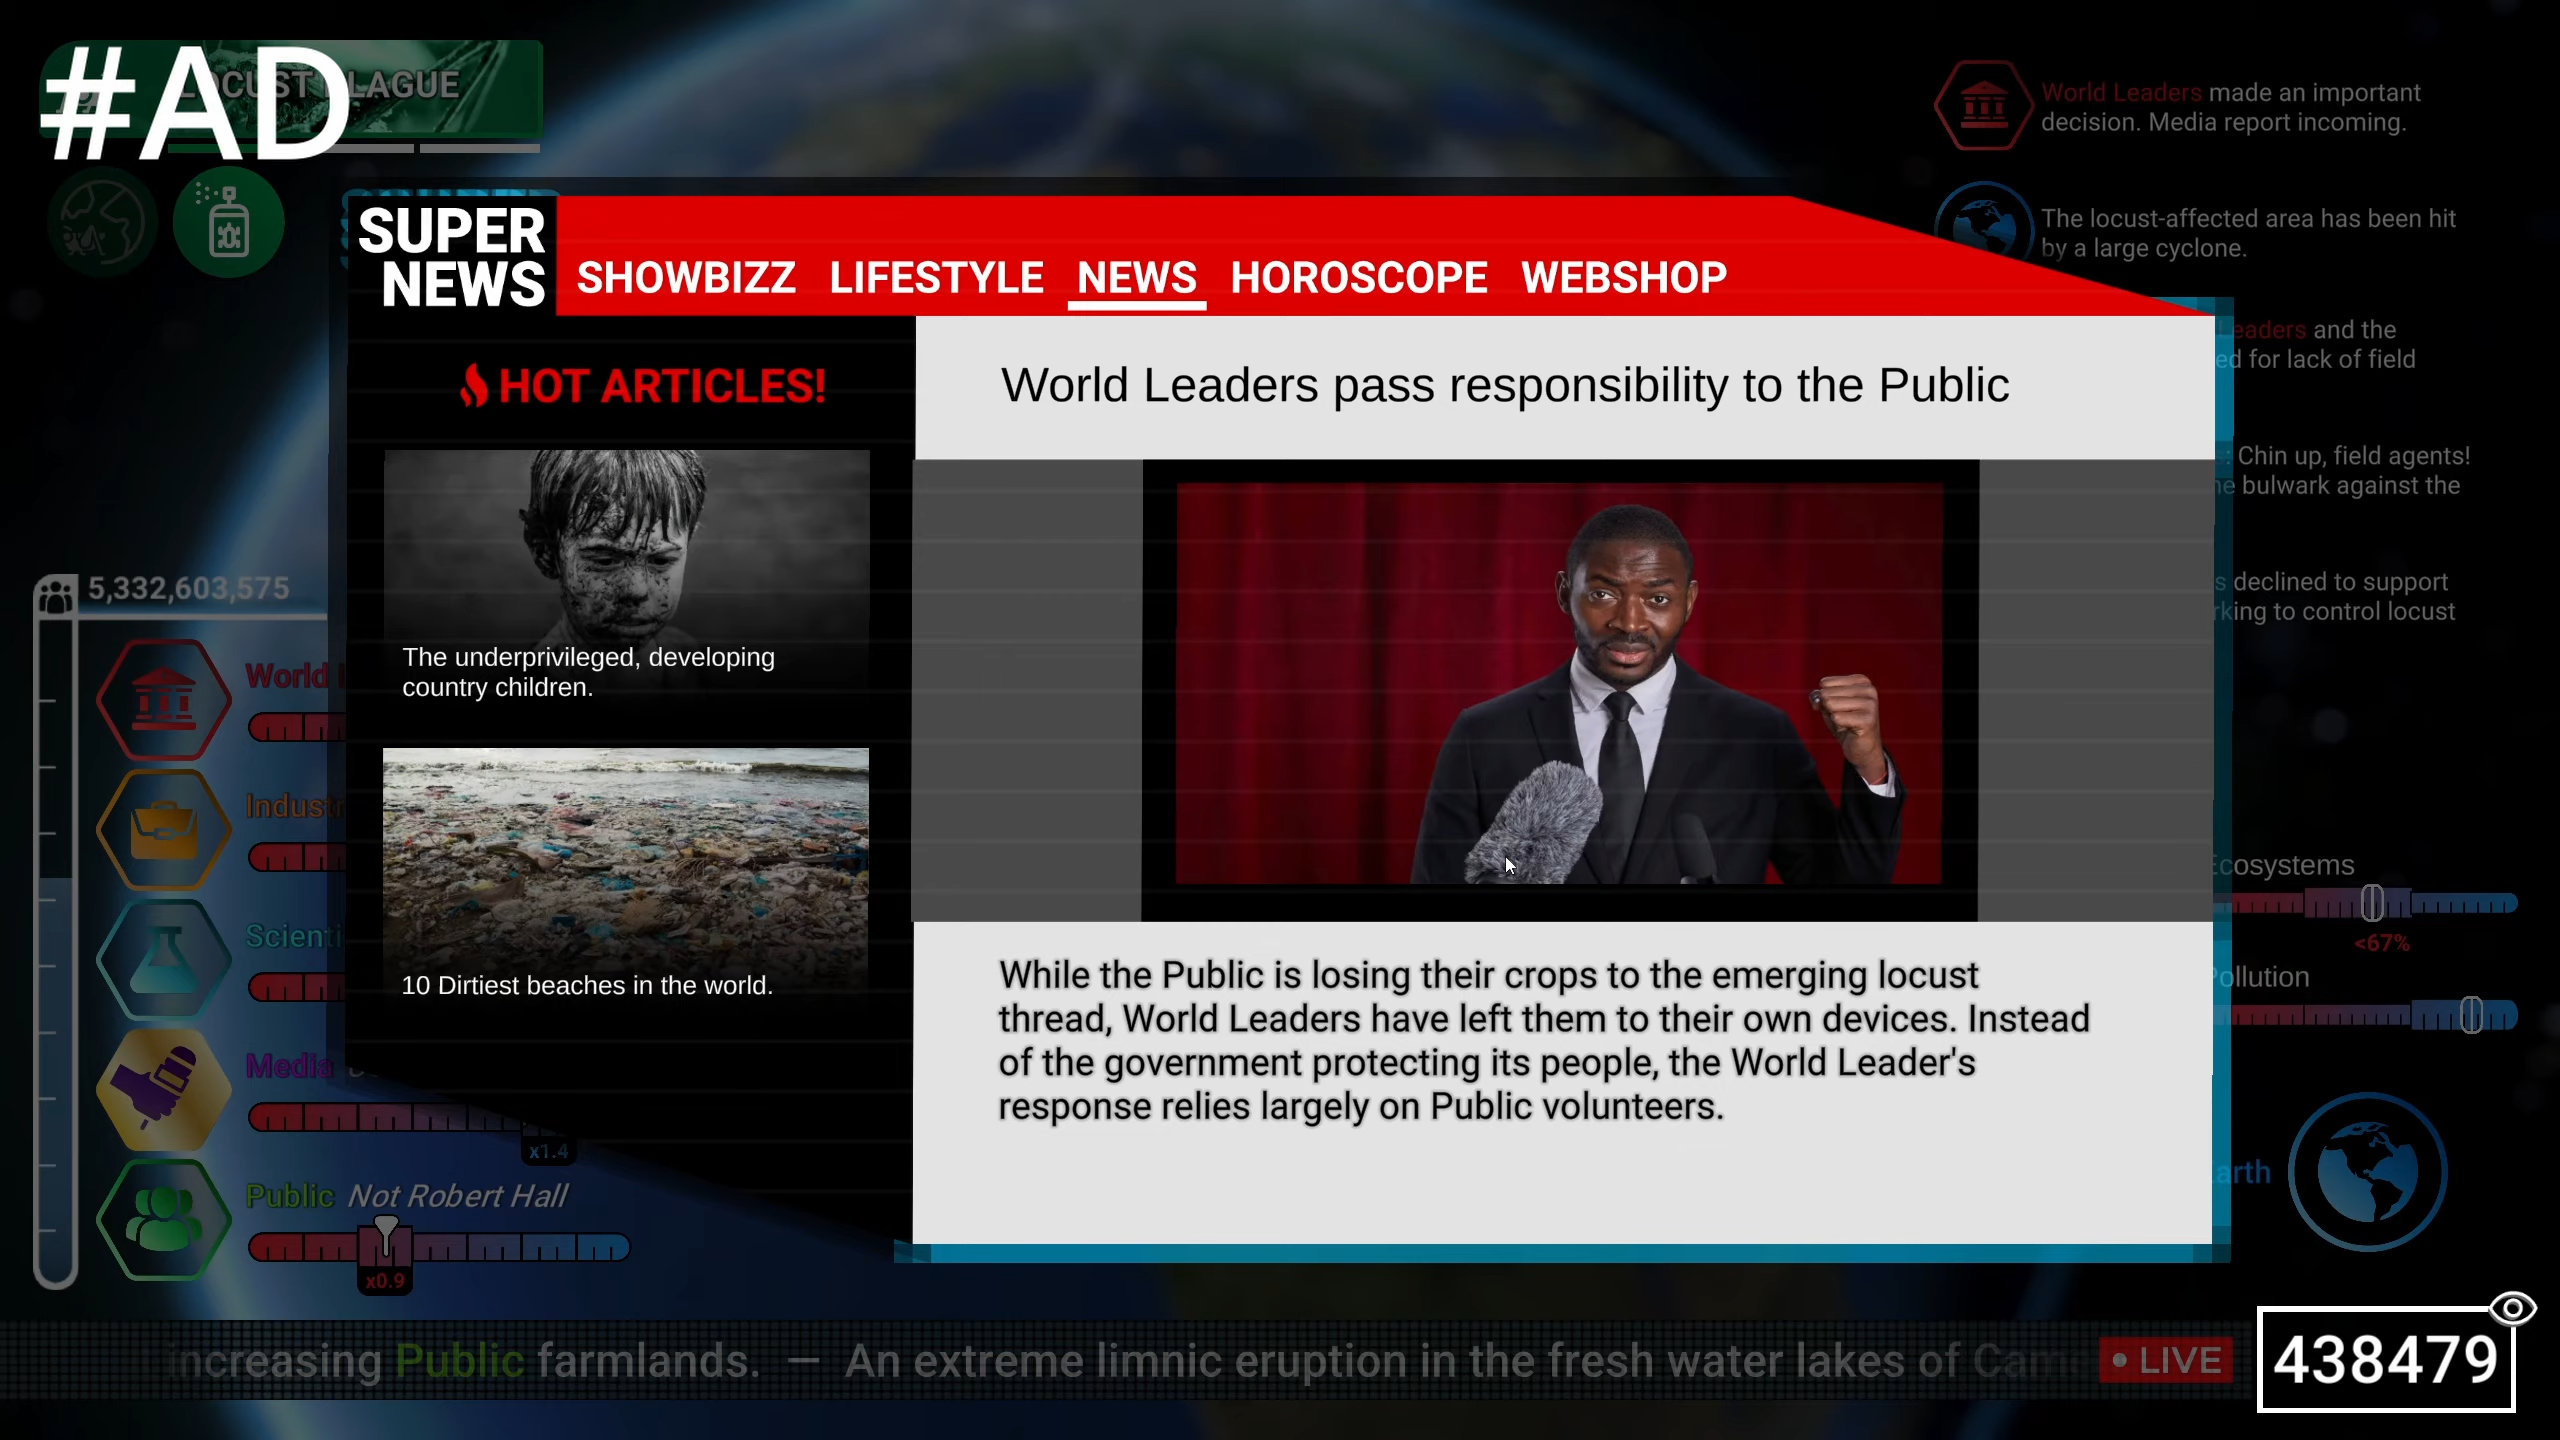 #AD
LOCUST PLAGUE
World Leaders made an important
decision. Media report incoming.
The locust-affected area has been hit
by a large cyclone.
Leaders and the
for lack of field
Chin up, field agents!
bulwark against the
declined to support
to control locust
SUPER
NEWS
SHOWBIZZ LIFESTYLE NEWS HOROSCOPE WEBSHOP
HOT ARTICLES!
The underprivileged, developing
country children.
10 Dirtiest beaches in the world.
World Leaders pass responsibility to the Public
While the Public is losing their crops to the emerging locust
thread, World Leaders have left them to their own devices. Instead
of the government protecting its people, the World Leader's
response relies largely on Public volunteers.
5,332,603,575
World
Media
x1.4
Public Not Robert Hall
x0.9
Ecosystems
<67%
Pollution
Earth
increasing Public farmlands. — An extreme limnic eruption in the fresh water lakes of
• LIVE
438479